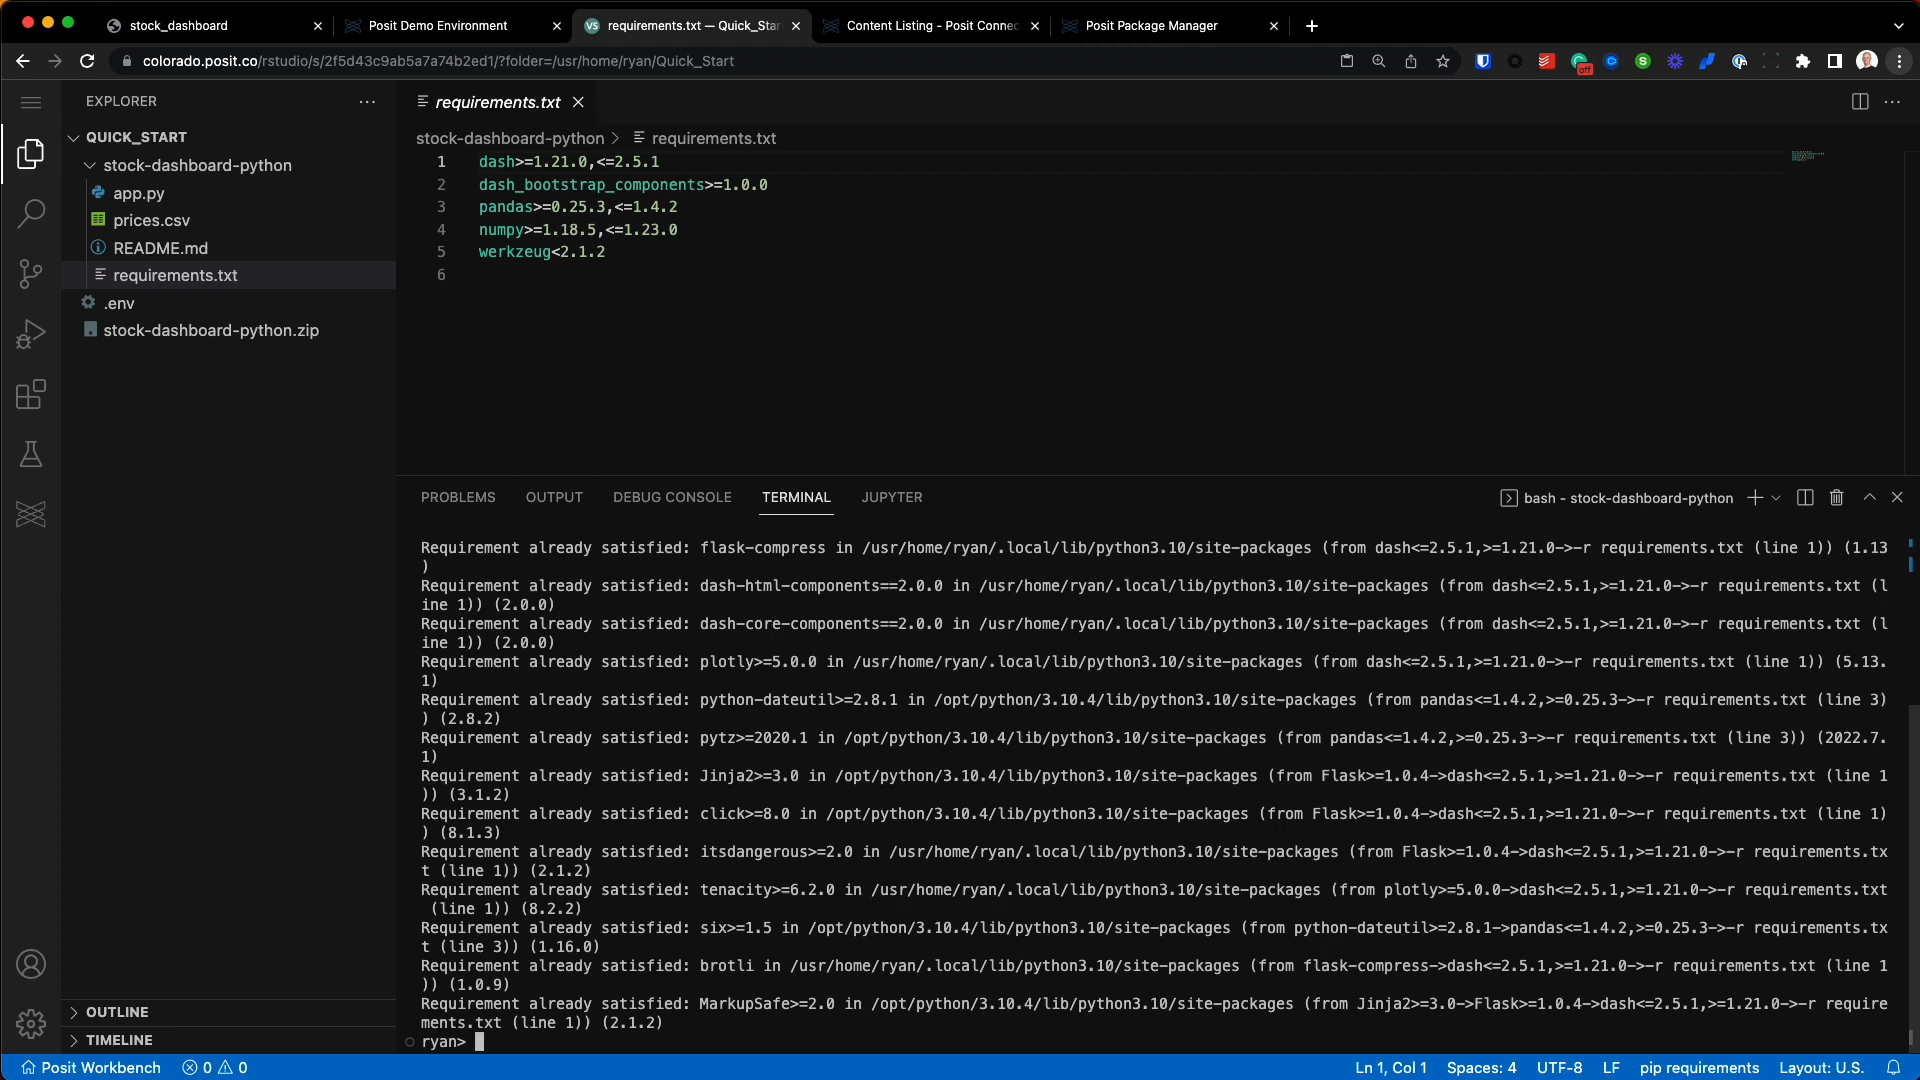 stock_dashboard
Posit Demo Environment
requirements.txt — Quick_Star
Content Listing - Posit Connec
Posit Package Manager
colorado.posit.co/rstudio/s/2f5d43c9ab5a7a74b2ed1/?folder=/usr/home/ryan/Quick_Start
off
EXPLORER
QUICK_START
stock-dashboard-python
app.py
prices.csv
README.md
requirements.txt
.env
stock-dashboard-python.zip
OUTLINE
TIMELINE
requirements.txt
stock-dashboard-python > requirements.txt
1 dash>=1.21.0,<=2.5.1
2 dash_bootstrap_components>=1.0.0
3 pandas>=0.25.3,<=1.4.2
4 numpy>=1.18.5,<=1.23.0
5 werkzeug<2.1.2
6
PROBLEMS OUTPUT DEBUG CONSOLE TERMINAL JUPYTER
bash - stock-dashboard-python
Requirement already satisfied: flask-compress in /usr/home/ryan/.local/lib/python3.10/site-packages (from dash<=2.5.1,>=1.21.0->-r requirements.txt (line 1)) (1.13
)
Requirement already satisfied: dash-html-components==2.0.0 in /usr/home/ryan/.local/lib/python3.10/site-packages (from dash<=2.5.1,>=1.21.0->-r requirements.txt (l
ine 1)) (2.0.0)
Requirement already satisfied: dash-core-components==2.0.0 in /usr/home/ryan/.local/lib/python3.10/site-packages (from dash<=2.5.1,>=1.21.0->-r requirements.txt (l
ine 1)) (2.0.0)
Requirement already satisfied: plotly>=5.0.0 in /usr/home/ryan/.local/lib/python3.10/site-packages (from dash<=2.5.1,>=1.21.0->-r requirements.txt (line 1)) (5.13.
1)
Requirement already satisfied: python-dateutil>=2.8.1 in /opt/python/3.10.4/lib/python3.10/site-packages (from pandas<=1.4.2,>=0.25.3->-r requirements.txt (line 3)
) (2.8.2)
Requirement already satisfied: pytz>=2020.1 in /opt/python/3.10.4/lib/python3.10/site-packages (from pandas<=1.4.2,>=0.25.3->-r requirements.txt (line 3)) (2022.7.
1)
Requirement already satisfied: Jinja2>=3.0 in /opt/python/3.10.4/lib/python3.10/site-packages (from Flask>=1.0.4->dash<=2.5.1,>=1.21.0->-r requirements.txt (line 1
)) (3.1.2)
Requirement already satisfied: click>=8.0 in /opt/python/3.10.4/lib/python3.10/site-packages (from Flask>=1.0.4->dash<=2.5.1,>=1.21.0->-r requirements.txt (line 1)
) (8.1.3)
Requirement already satisfied: itsdangerous>=2.0 in /usr/home/ryan/.local/lib/python3.10/site-packages (from Flask>=1.0.4->dash<=2.5.1,>=1.21.0->-r requirements.tx
t (line 1)) (2.1.2)
Requirement already satisfied: tenacity>=6.2.0 in /usr/home/ryan/.local/lib/python3.10/site-packages (from plotly>=5.0.0->dash<=2.5.1,>=1.21.0->-r requirements.txt
(line 1)) (8.2.2)
Requirement already satisfied: six>=1.5 in /opt/python/3.10.4/lib/python3.10/site-packages (from python-dateutil>=2.8.1->pandas<=1.4.2,>=0.25.3->-r requirements.tx
t (line 3)) (1.16.0)
Requirement already satisfied: brotli in /usr/home/ryan/.local/lib/python3.10/site-packages (from flask-compress->dash<=2.5.1,>=1.21.0->-r requirements.txt (line 1
)) (1.0.9)
Requirement already satisfied: MarkupSafe>=2.0 in /opt/python/3.10.4/lib/python3.10/site-packages (from Jinja2>=3.0->Flask>=1.0.4->dash<=2.5.1,>=1.21.0->-r require
ments.txt (line 1)) (2.1.2)
ryan>
Posit Workbench 0 0 Ln 1, Col 1 Spaces: 4 UTF-8 LF pip requirements Layout: U.S.